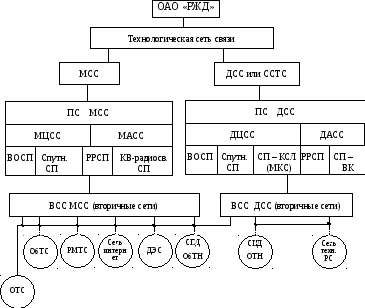 ОАО «РЖД»
Технологическая сеть связи
МСС
ДСС или ССТС
ПС МСС
ПС ДСС
МЦСС
МАСС
ДЦСС
ДАСС
ВОСП
Спутн.
СП
РРСП
КВ-радиосв.
СП
ВОСП
Спутн.
СП
СП – КСЛ
(МКС)
РРСП
СП –
ВК
ВСС МСС (вторичные сети)
ВСС ДСС (вторичные сети)
ОбТС
РМТС
Сеть
интерн
ет
ДЭС
СПД
ОбТН
СПД
ОТН
Сеть
техн.
РС
ОТС